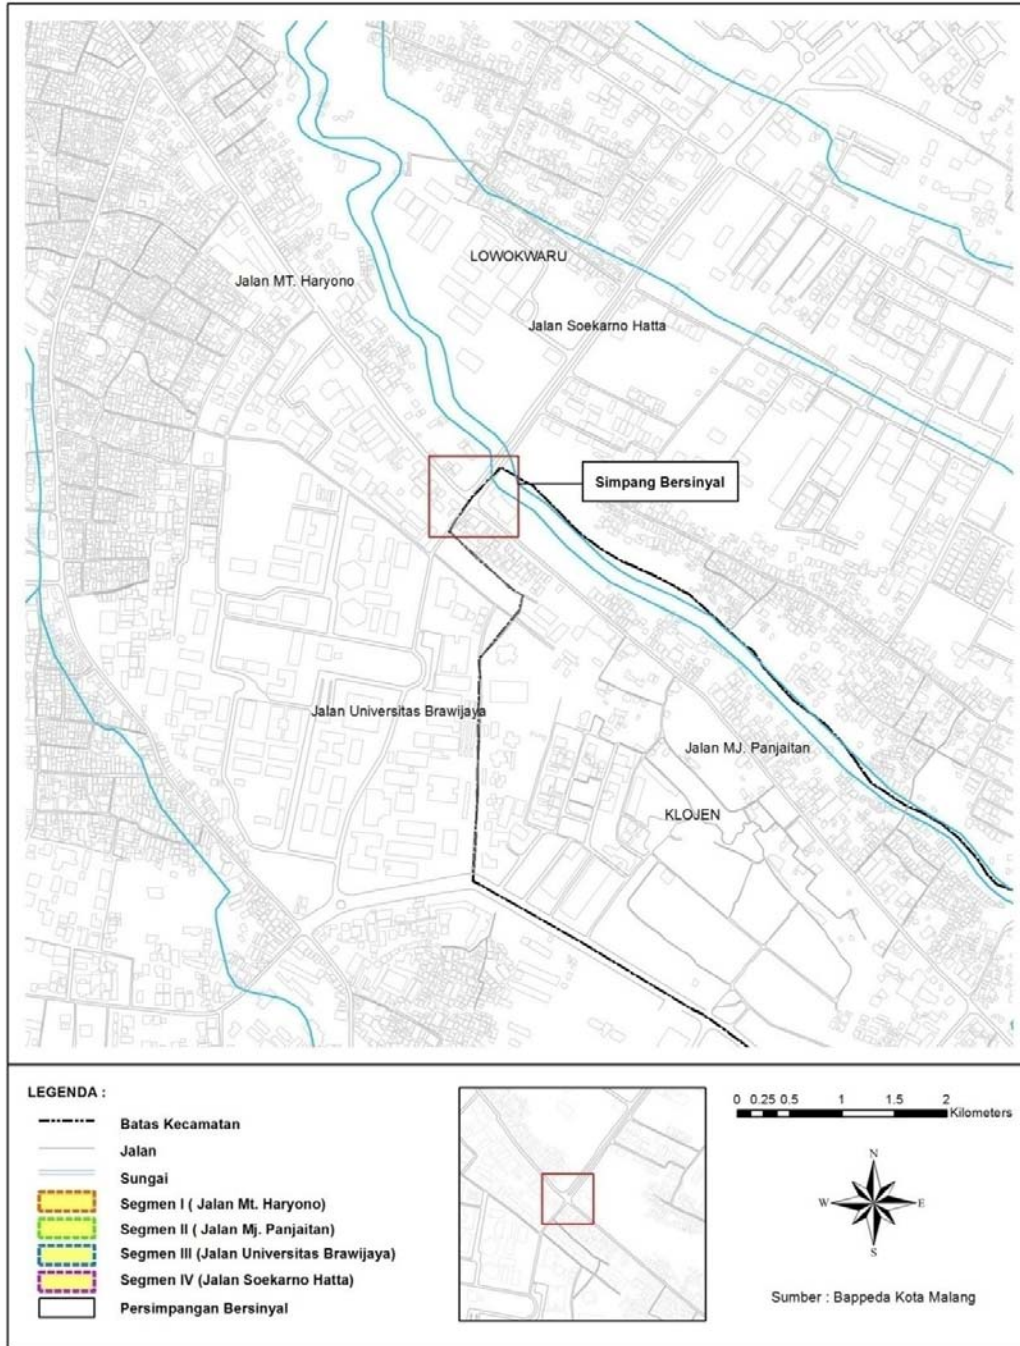 LOWOKWARU
Jalan MT. Haryono
Jalan Soekarno Hatta
Simpang Bersinyal
Jalan Universitas Brawijaya
Jalan MJ. Panjaitan
KLOJEN
LEGENDA :
Batas Kecamatan
Jalan
Sungai
Segmen I ( Jalan Mt. Haryono)
Segmen II ( Jalan Mj. Panjaitan)
Segmen III (Jalan Universitas Brawijaya)
Segmen IV (Jalan Soekarno Hatta)
Persimpangan Bersinyal
0 0.25 0.5 1 1.5 2
Kilometers
N
W E
S
Sumber : Bappeda Kota Malang